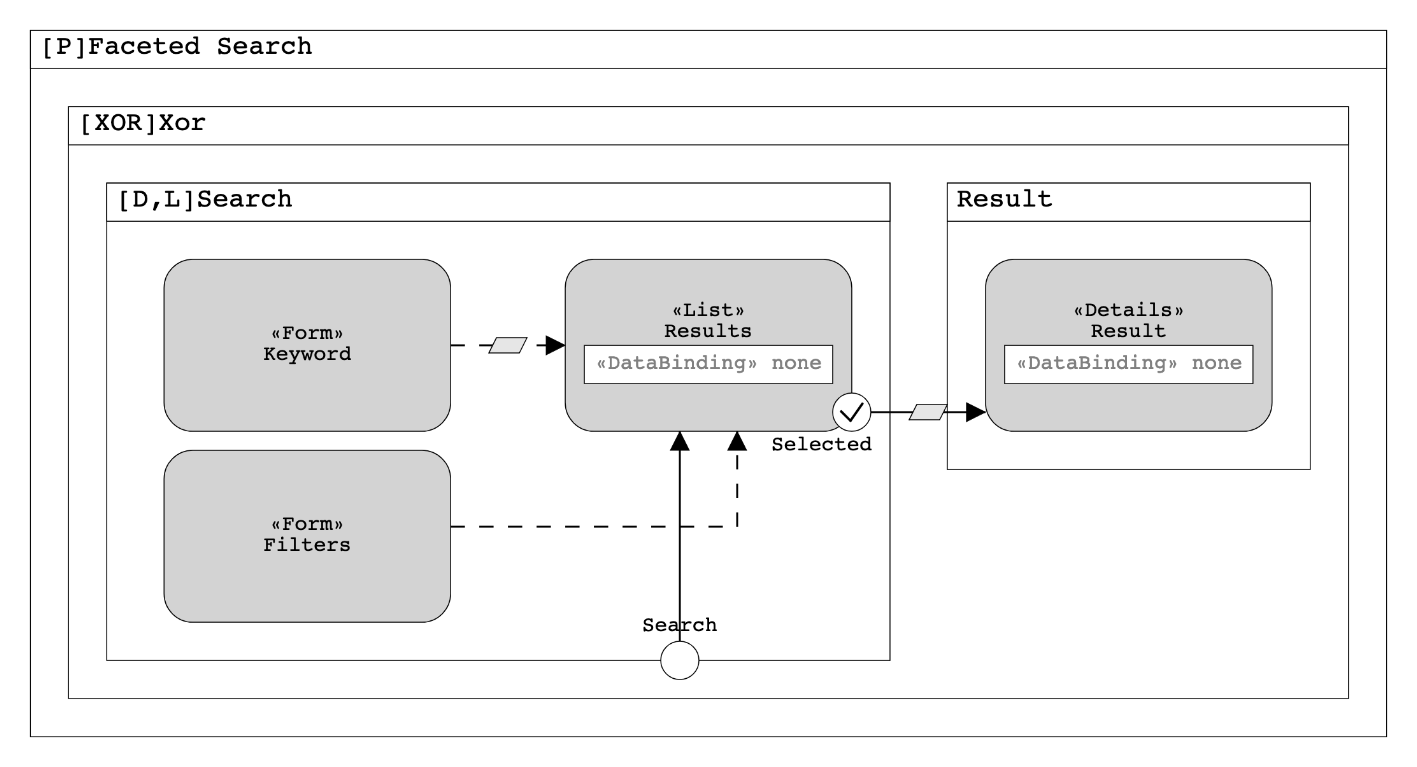 [P]Faceted Search
[XOR]Xor
[D,L]Search
Result
«Form»
Keyword
«List»
Results
«DataBinding» none
Selected
«Details»
Result
«DataBinding» none
«Form»
Filters
Search